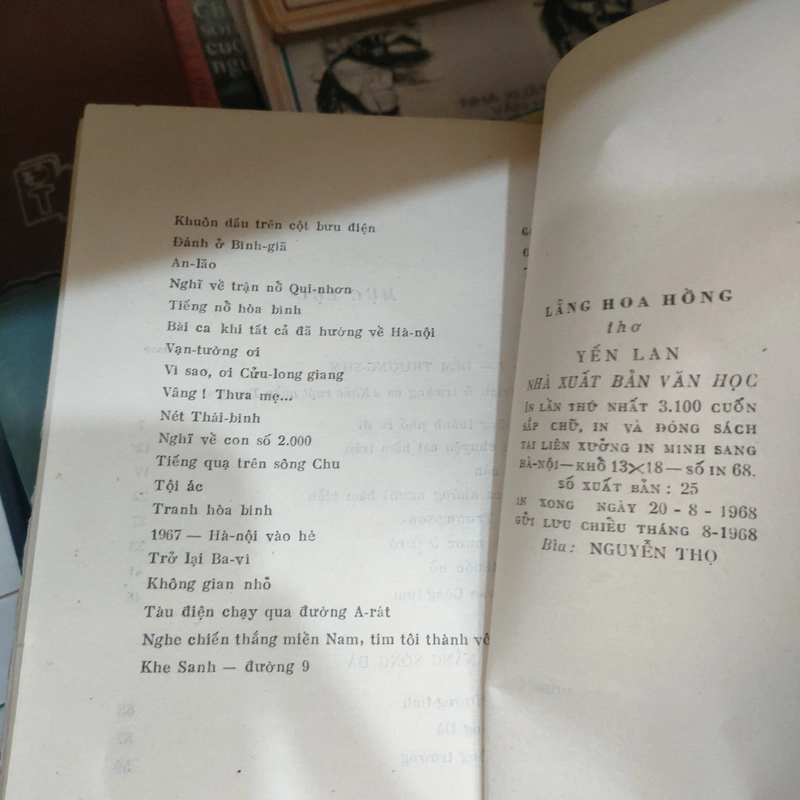 Khuôn dấu trên cột bưu điện
Đánh ở Bình-giã
An-lão
Nghĩ về trận nổ Qui-nhơn
Tiếng nổ hòa bình
Bài ca khi tất cả đã hướng về Hà-nội
Vạn-tường ơi
Vì sao, ơi Cửu-long giang
Vâng ! Thưa mẹ...
Nét Thái-bình
Nghĩ về con số 2.000
Tiếng quạ trên sông Chu
Tội ác
Tranh hòa bình
1967 — Hà-nội vào hè
Trở lại Ba-vì
Không gian nhỏ
Tàu điện chạy qua đường A-rát
Nghe chiến thắng miền Nam, tim tôi thành
Khe Sanh — đường 9
LẴNG HOA HỒNG
thơ
YẾN LAN
NHÀ XUẤT BẢN VĂN HỌC
IN LẦN THỨ NHẤT 3.100 CUỐN
SẮP CHỮ, IN VÀ ĐÓNG SÁCH
TẠI LIÊN XƯỞNG IN MINH SANG
HÀ-NỘI — KHỔ 13×18 — SỐ IN 68.
SỐ XUẤT BẢN : 25
IN XONG NGÀY 20 - 8 - 1968
GỬI LƯU CHIỀU THÁNG 8-1968
Bìa: NGUYỄN THỌ